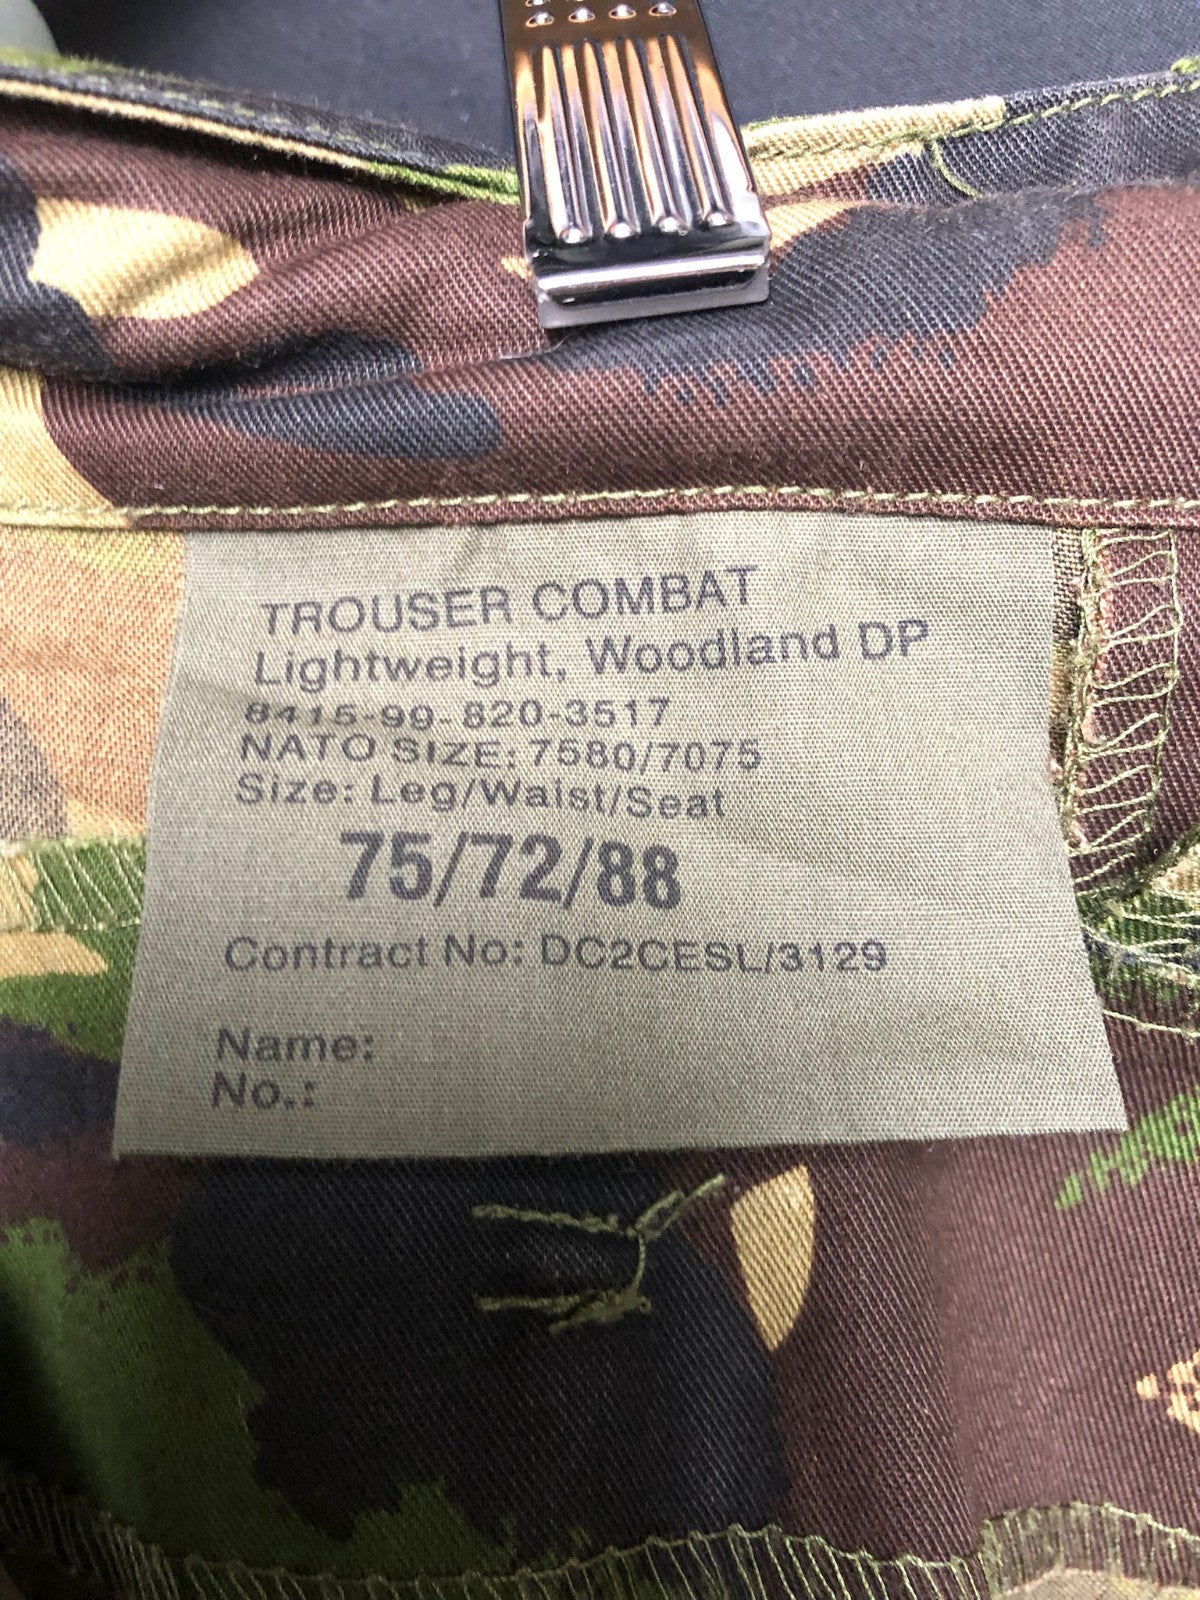 TROUSER COMBAT
Lightweight, Woodland DP
8415-99-820-3517
NATO SIZE: 7580/7075
Size: Leg/Waist/Seat
75/72/88
Contract No: DC2CESL/3129
Name:
No.: